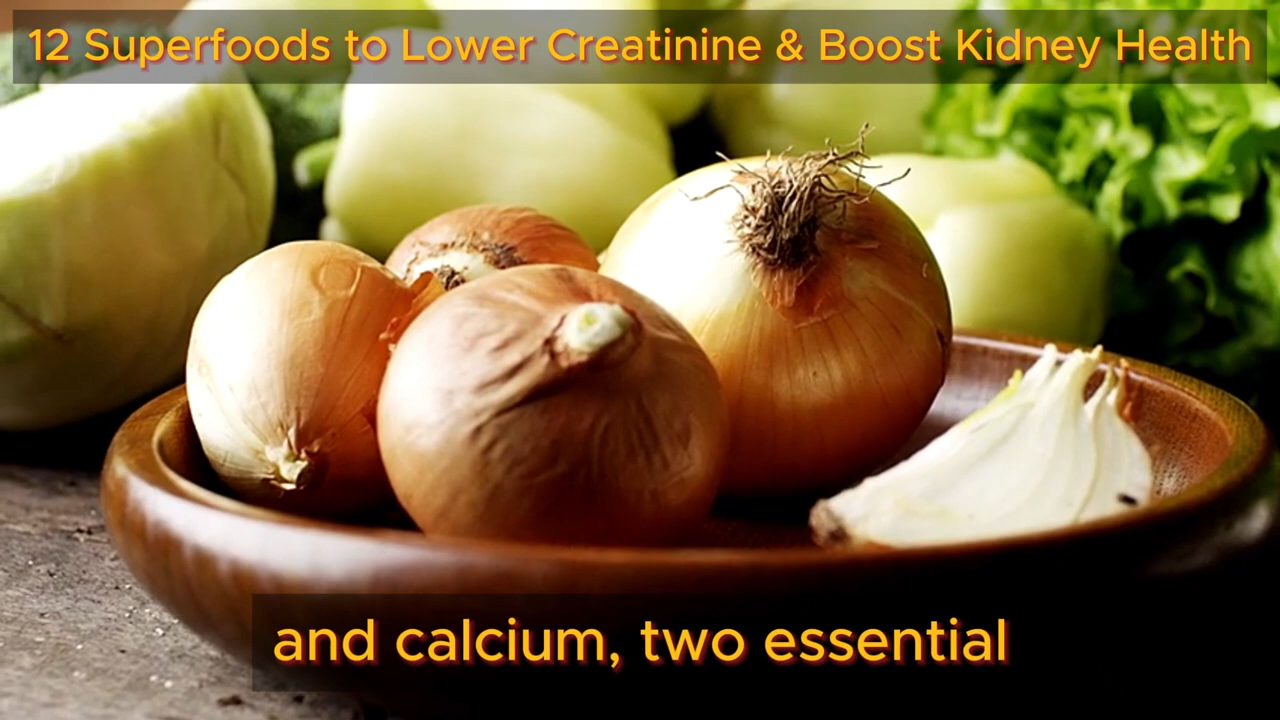 12 Superfoods to Lower Creatinine & Boost Kidney Health
and calcium, two essential